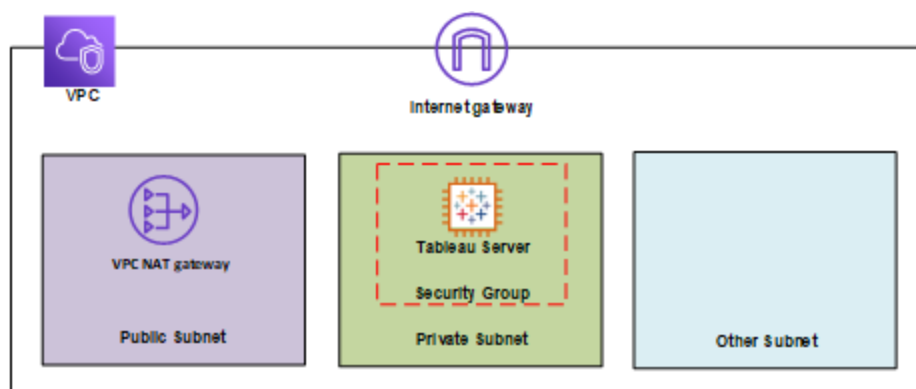 VPC
Internet gateway
VPC NAT gateway
Public Subnet
Tableau Server
Security Group
Private Subnet
Other Subnet